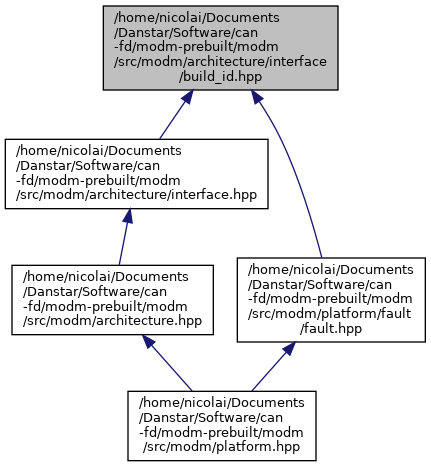 /home/nicolai/Documents
/Danstar/Software/can
-fd/modm-prebuilt/modm
/src/modm/architecture/interface
/build_id.hpp
/home/nicolai/Documents
/Danstar/Software/can
-fd/modm-prebuilt/modm
/src/modm/architecture/interface.hpp
/home/nicolai/Documents
/Danstar/Software/can
-fd/modm-prebuilt/modm
/src/modm/architecture.hpp
/home/nicolai/Documents
/Danstar/Software/can
-fd/modm-prebuilt/modm
/src/modm/platform/fault
/fault.hpp
/home/nicolai/Documents
/Danstar/Software/can
-fd/modm-prebuilt/modm
/src/modm/platform.hpp